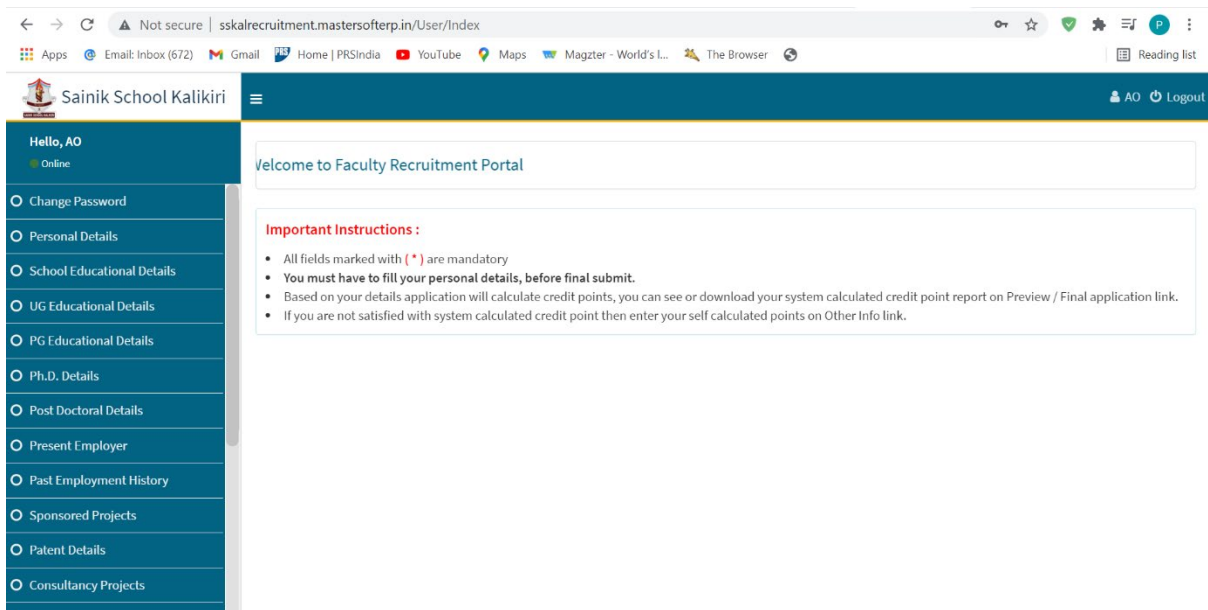 Not secure | sskalrecruitment.mastersofterp.in/User/Index
P
Apps Email: Inbox (672) Gmail Home | PRSIndia YouTube Maps Magzter - World's l... The Browser Reading list
Sainik School Kalikiri AO Logout
Hello, AO
Online
Change Password
Personal Details
School Educational Details
UG Educational Details
PG Educational Details
Ph.D. Details
Post Doctoral Details
Present Employer
Past Employment History
Sponsored Projects
Patent Details
Consultancy Projects
Velcome to Faculty Recruitment Portal
Important Instructions :
All fields marked with ( * ) are mandatory
You must have to fill your personal details, before final submit.
Based on your details application will calculate credit points, you can see or download your system calculated credit point report on Preview / Final application link.
If you are not satisfied with system calculated credit point then enter your self calculated points on Other Info link.